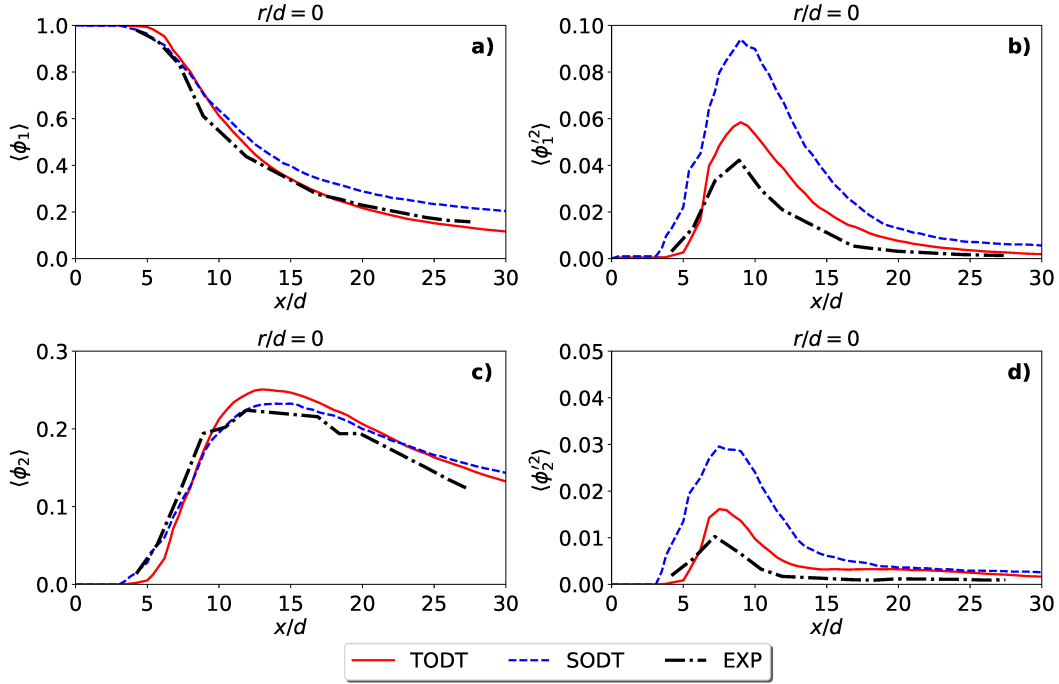 r/d = 0
a)
1.0
0.8
0.6
0.4
0.2
0.0
⟨ϕ₁⟩
0 5 10 15 20 25 30
x/d
r/d = 0
b)
0.10
0.08
0.06
0.04
0.02
0.00
⟨ϕ₁′²⟩
0 5 10 15 20 25 30
x/d
r/d = 0
c)
0.3
0.2
0.1
0.0
⟨ϕ₂⟩
0 5 10 15 20 25 30
x/d
r/d = 0
d)
0.05
0.04
0.03
0.02
0.01
0.00
⟨ϕ₂′²⟩
0 5 10 15 20 25 30
x/d
TODT SODT EXP